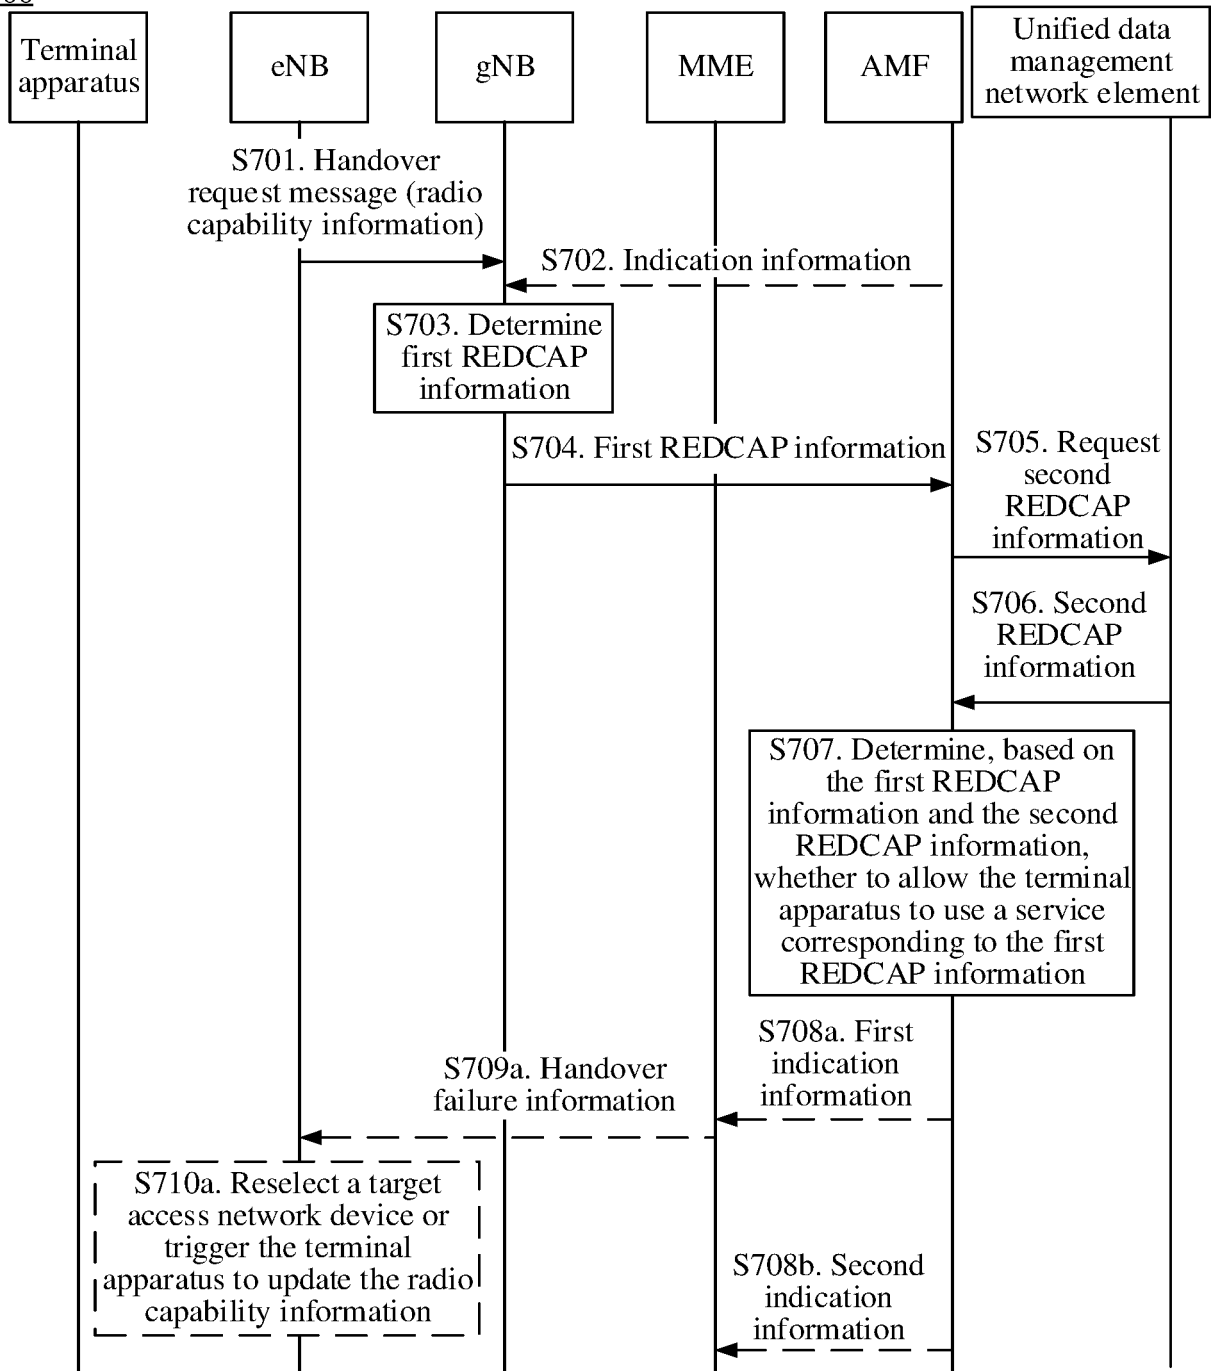 Terminal
apparatus
eNB
gNB
MME
AMF
Unified data
management
network element
S701. Handover
request message (radio
capability information)
S702. Indication information
S703. Determine
first REDCAP
information
S704. First REDCAP information
S705. Request
second
REDCAP
information
S706. Second
REDCAP
information
S707. Determine, based on
the first REDCAP
information and the second
REDCAP information,
whether to allow the terminal
apparatus to use a service
corresponding to the first
REDCAP information
S708a. First
indication
information
S709a. Handover
failure information
S710a. Reselect a target
access network device or
trigger the terminal
apparatus to update the radio
capability information
S708b. Second
indication
information